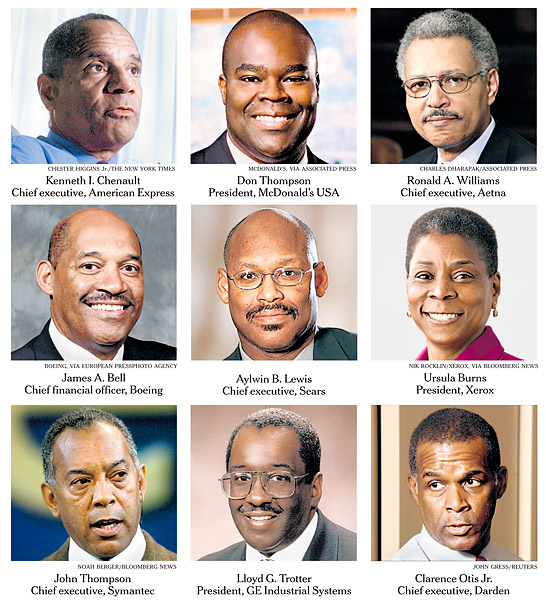 CHESTER HIGGINS Jr./THE NEW YORK TIMES
Kenneth I. Chenault
Chief executive, American Express
MCDONALD'S, VIA ASSOCIATED PRESS
Don Thompson
President, McDonald's USA
CHARLES DHARAPAK/ASSOCIATED PRESS
Ronald A. Williams
Chief executive, Aetna
BOEING, VIA EUROPEAN PRESSPHOTO AGENCY
James A. Bell
Chief financial officer, Boeing
Aylwin B. Lewis
Chief executive, Sears
NIK ROCKLIN/XEROX, VIA BLOOMBERG NEWS
Ursula Burns
President, Xerox
NOAH BERGER/BLOOMBERG NEWS
John Thompson
Chief executive, Symantec
Lloyd G. Trotter
President, GE Industrial Systems
JOHN GRESS/REUTERS
Clarence Otis Jr.
Chief executive, Darden